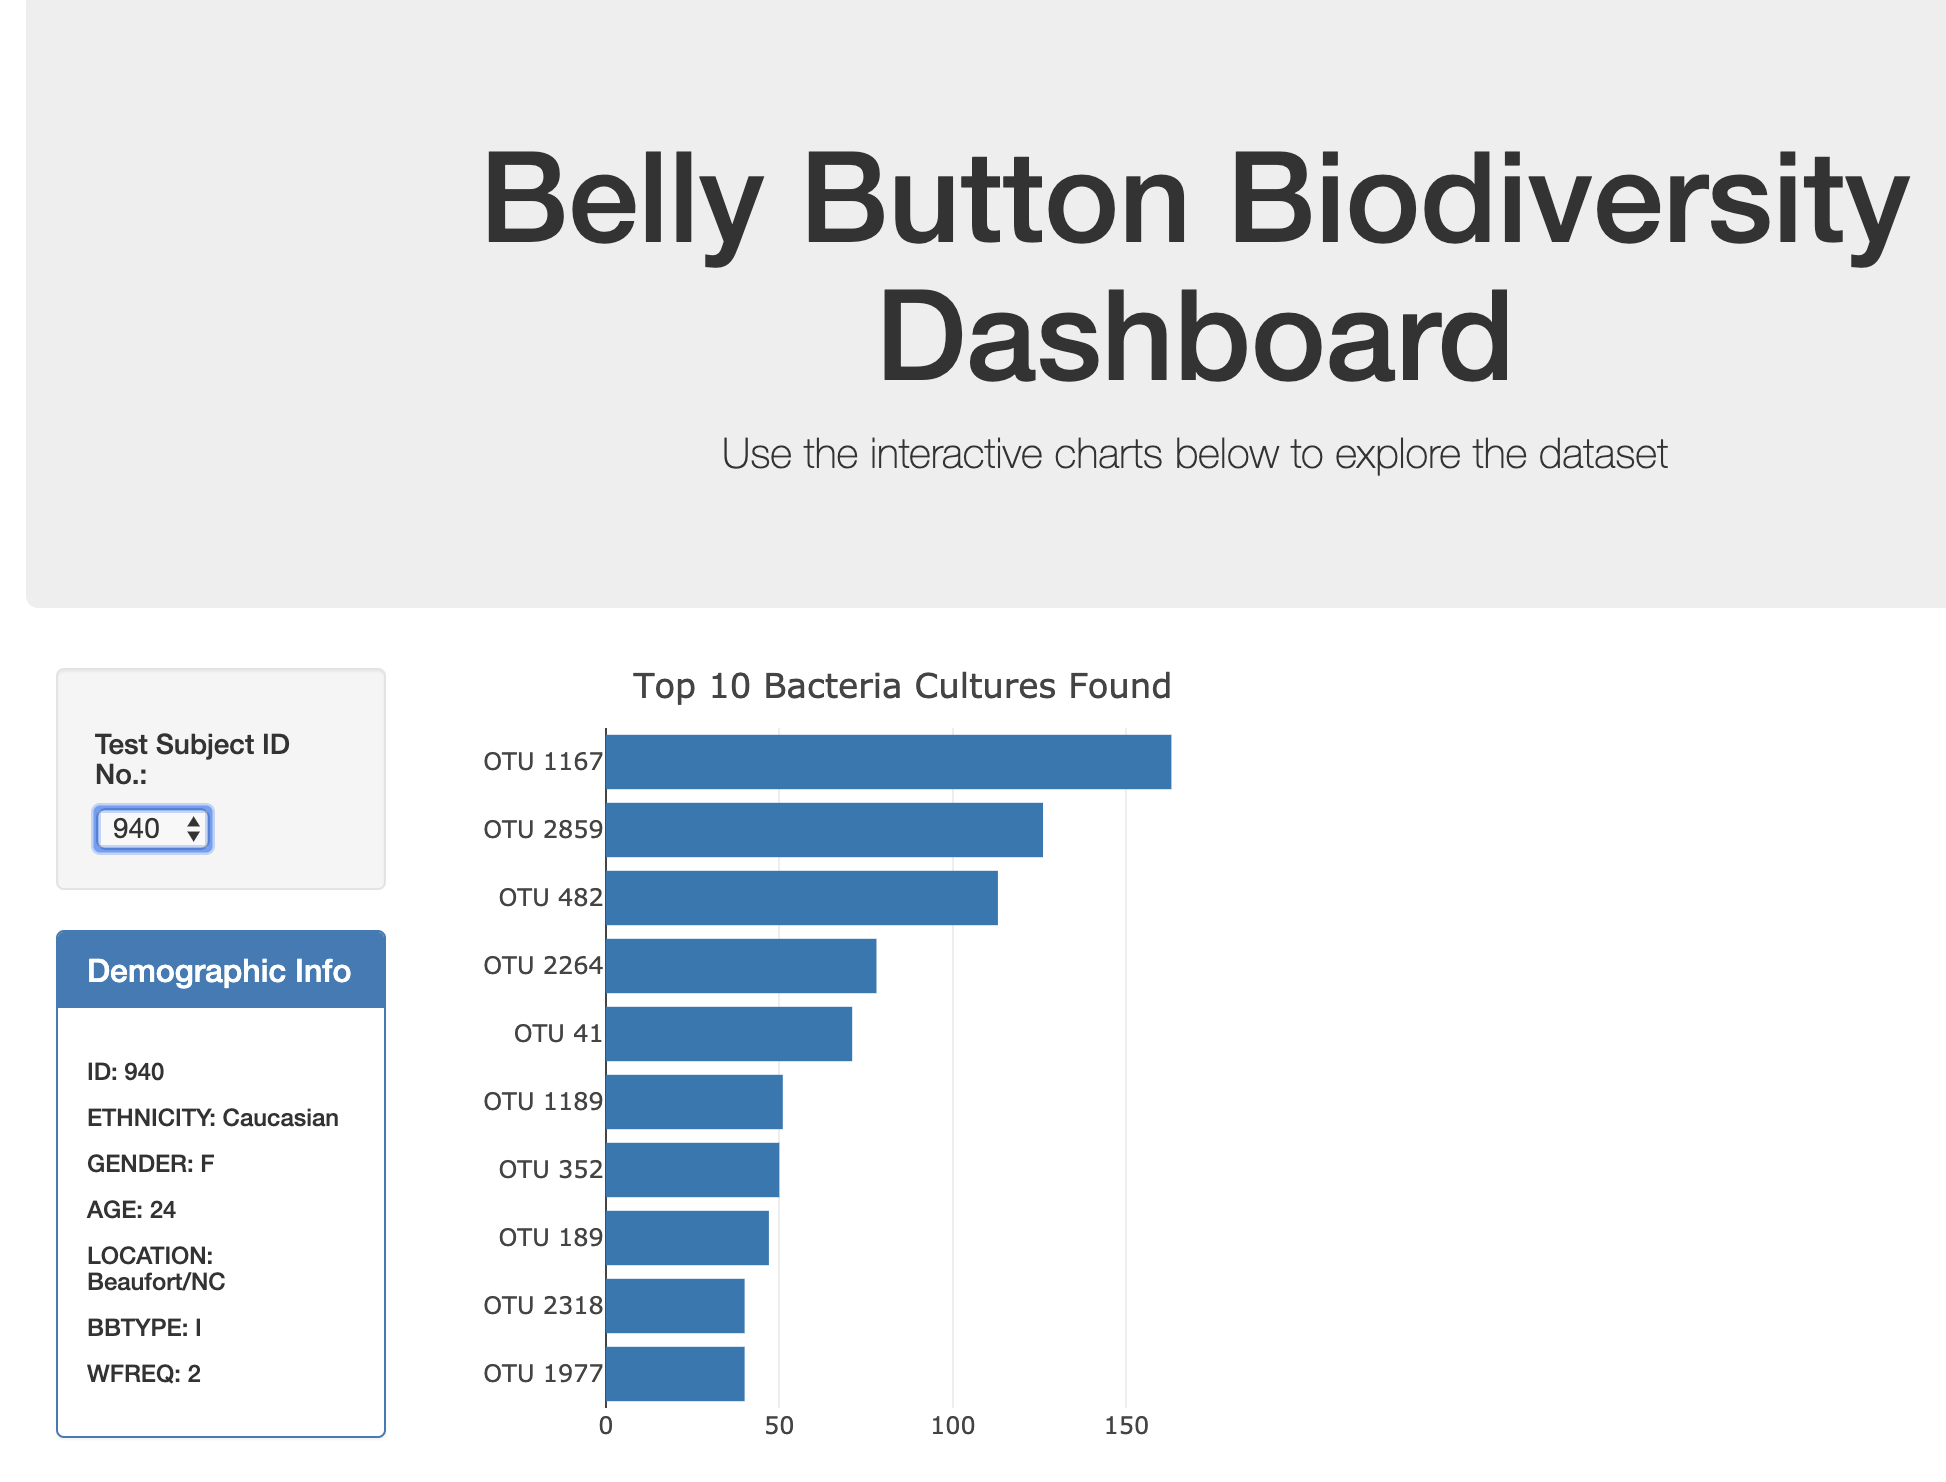 Belly Button Biodiversity
Dashboard
Use the interactive charts below to explore the dataset
Test Subject ID
No.:
940
Demographic Info
ID: 940
ETHNICITY: Caucasian
GENDER: F
AGE: 24
LOCATION:
Beaufort/NC
BBTYPE: I
WFREQ: 2
Top 10 Bacteria Cultures Found
OTU 1167
OTU 2859
OTU 482
OTU 2264
OTU 41
OTU 1189
OTU 352
OTU 189
OTU 2318
OTU 1977
0 50 100 150